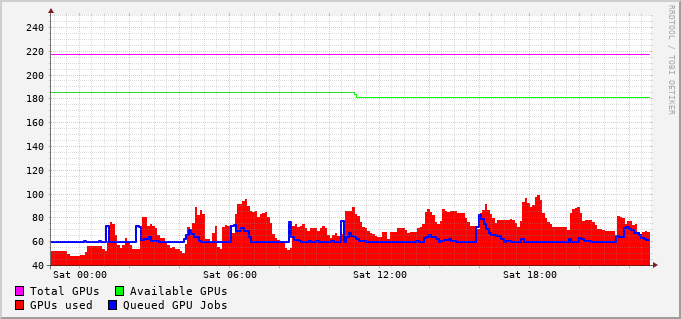 240
220
200
180
160
140
120
100
80
60
40
Sat 00:00 Sat 06:00 Sat 12:00 Sat 18:00
Total GPUs Available GPUs
GPUs used Queued GPU Jobs
RRDTOOL / TOBI OETIKER